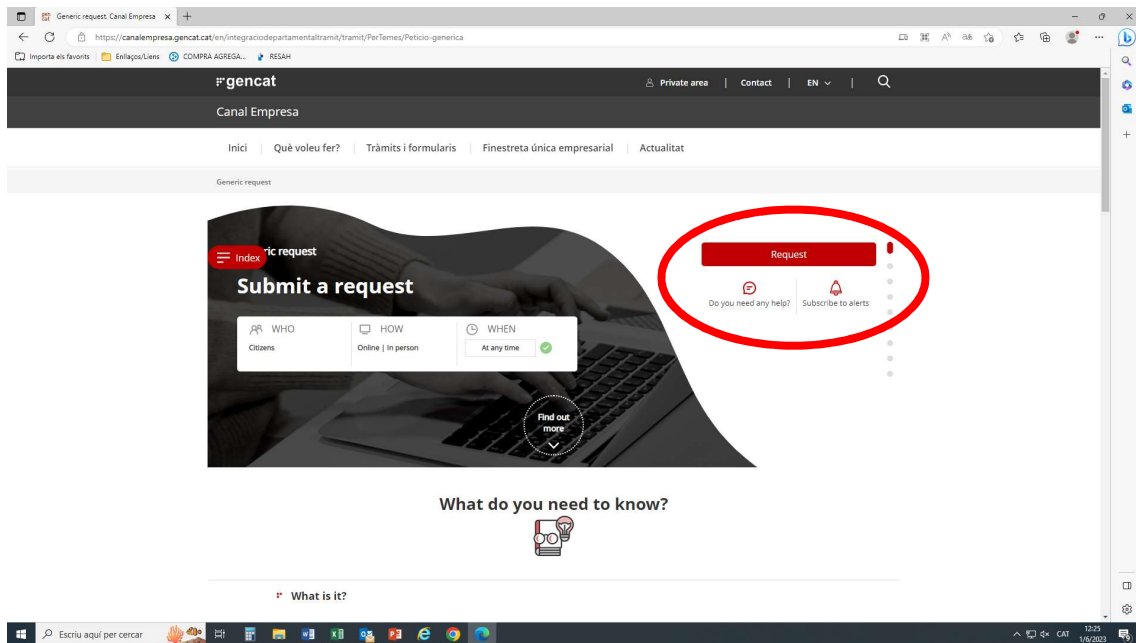 Generic request. Canal Empresa
https://canalempresa.gencat.cat/en/integraciodepartamentaltramit/tramit/PerTemes/Peticio-generica
Importa els favorits
Enllaços/Liens
COMPRA AGREGA...
RESAH
gencat
Private area | Contact | EN |
Canal Empresa
Inici | Què voleu fer? | Tràmits i formularis | Finestreta única empresarial | Actualitat
Generic request
ric request
Index
Submit a request
WHO
Citizens
HOW
Online | In person
WHEN
At any time
Find out
more
Request
Do you need any help?
Subscribe to alerts
What do you need to know?
What is it?
Escriu aquí per cercar
CAT
12:25
1/6/2023